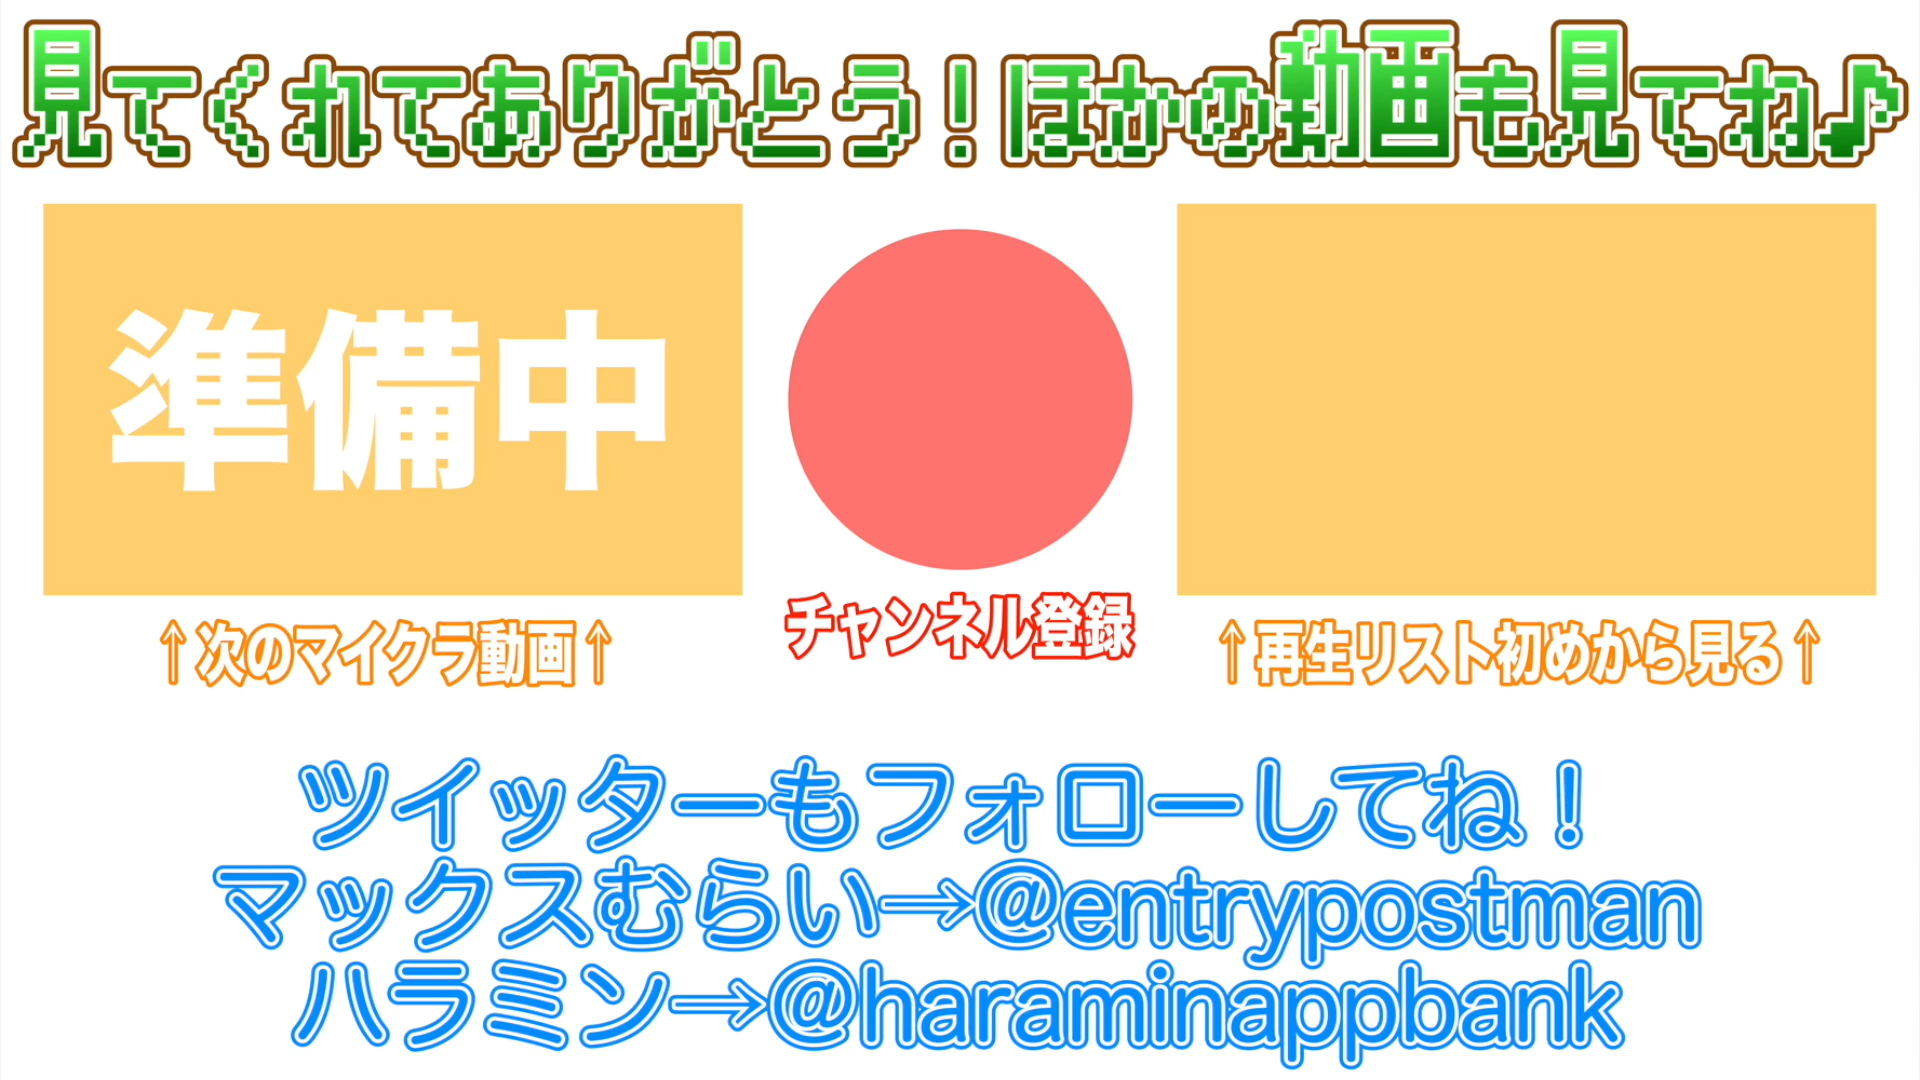 見てくれてありがとう！ほかの動画も見てね♪
準備中
↑次のマイクラ動画↑
チャンネル登録
↑再生リスト初めから見る↑
ツイッターもフォローしてね！
マックスむらい→@entrypostman
ハラミン→@haraminappbank